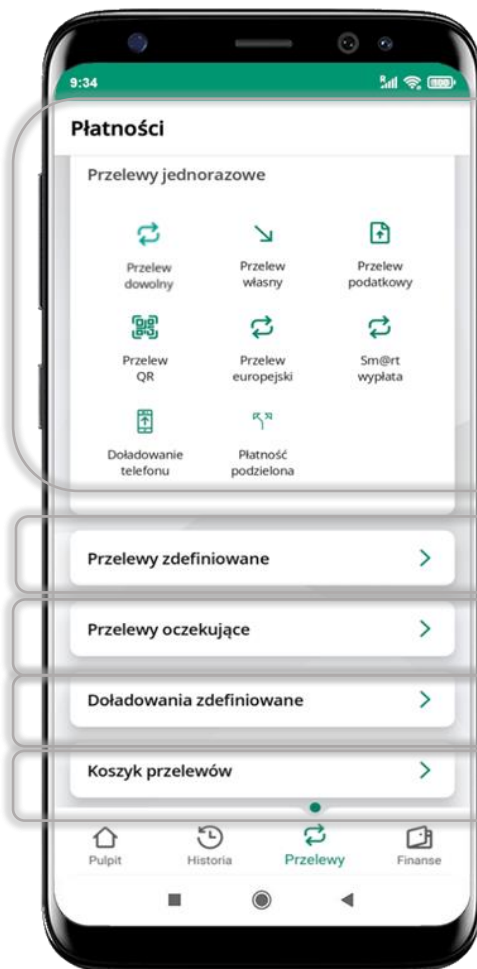 9:34
Płatności
Przelewy jednorazowe
Przelew
dowolny
Przelew
własny
Przelew
podatkowy
Przelew
QR
Przelew
europejski
Sm@rt
wypłata
Doładowanie
telefonu
Płatność
podzielona
Przelewy zdefiniowane
Przelewy oczekujące
Doładowania zdefiniowane
Koszyk przelewów
Pulpit
Historia
Przelewy
Finanse